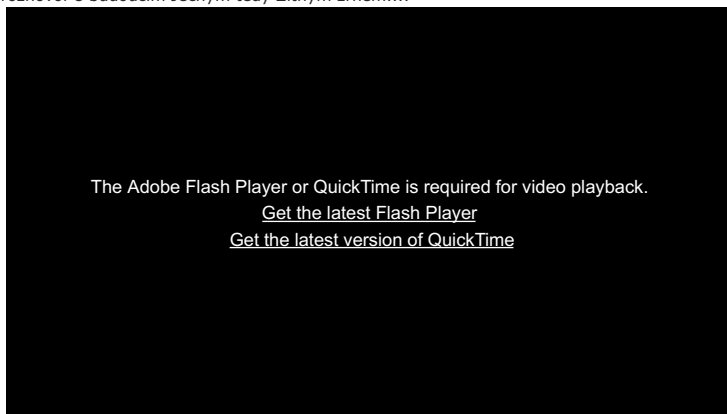 The Adobe Flash Player or QuickTime is required for video playback.
Get the latest Flash Player
Get the latest version of QuickTime